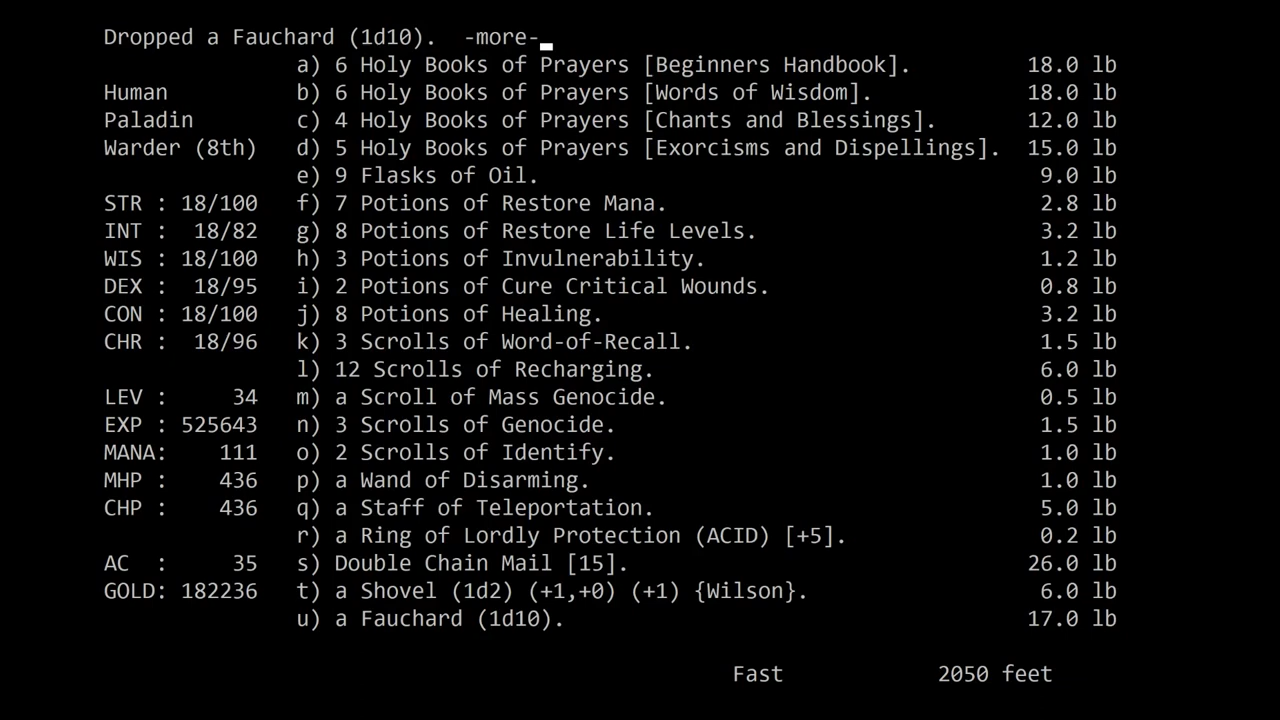 Dropped a Fauchard (1d10).  -more-
a) 6 Holy Books of Prayers [Beginners Handbook]. 18.0 lb
Human b) 6 Holy Books of Prayers [Words of Wisdom]. 18.0 lb
Paladin c) 4 Holy Books of Prayers [Chants and Blessings]. 12.0 lb
Warder (8th) d) 5 Holy Books of Prayers [Exorcisms and Dispellings]. 15.0 lb
e) 9 Flasks of Oil. 9.0 lb
STR : 18/100 f) 7 Potions of Restore Mana. 2.8 lb
INT : 18/82 g) 8 Potions of Restore Life Levels. 3.2 lb
WIS : 18/100 h) 3 Potions of Invulnerability. 1.2 lb
DEX : 18/95 i) 2 Potions of Cure Critical Wounds. 0.8 lb
CON : 18/100 j) 8 Potions of Healing. 3.2 lb
CHR : 18/96 k) 3 Scrolls of Word-of-Recall. 1.5 lb
l) 12 Scrolls of Recharging. 6.0 lb
LEV : 34 m) a Scroll of Mass Genocide. 0.5 lb
EXP : 525643 n) 3 Scrolls of Genocide. 1.5 lb
MANA: 111 o) 2 Scrolls of Identify. 1.0 lb
MHP : 436 p) a Wand of Disarming. 1.0 lb
CHP : 436 q) a Staff of Teleportation. 5.0 lb
r) a Ring of Lordly Protection (ACID) [+5]. 0.2 lb
AC  : 35 s) Double Chain Mail [15]. 26.0 lb
GOLD: 182236 t) a Shovel (1d2) (+1,+0) (+1) {Wilson}. 6.0 lb
u) a Fauchard (1d10). 17.0 lb
Fast 2050 feet